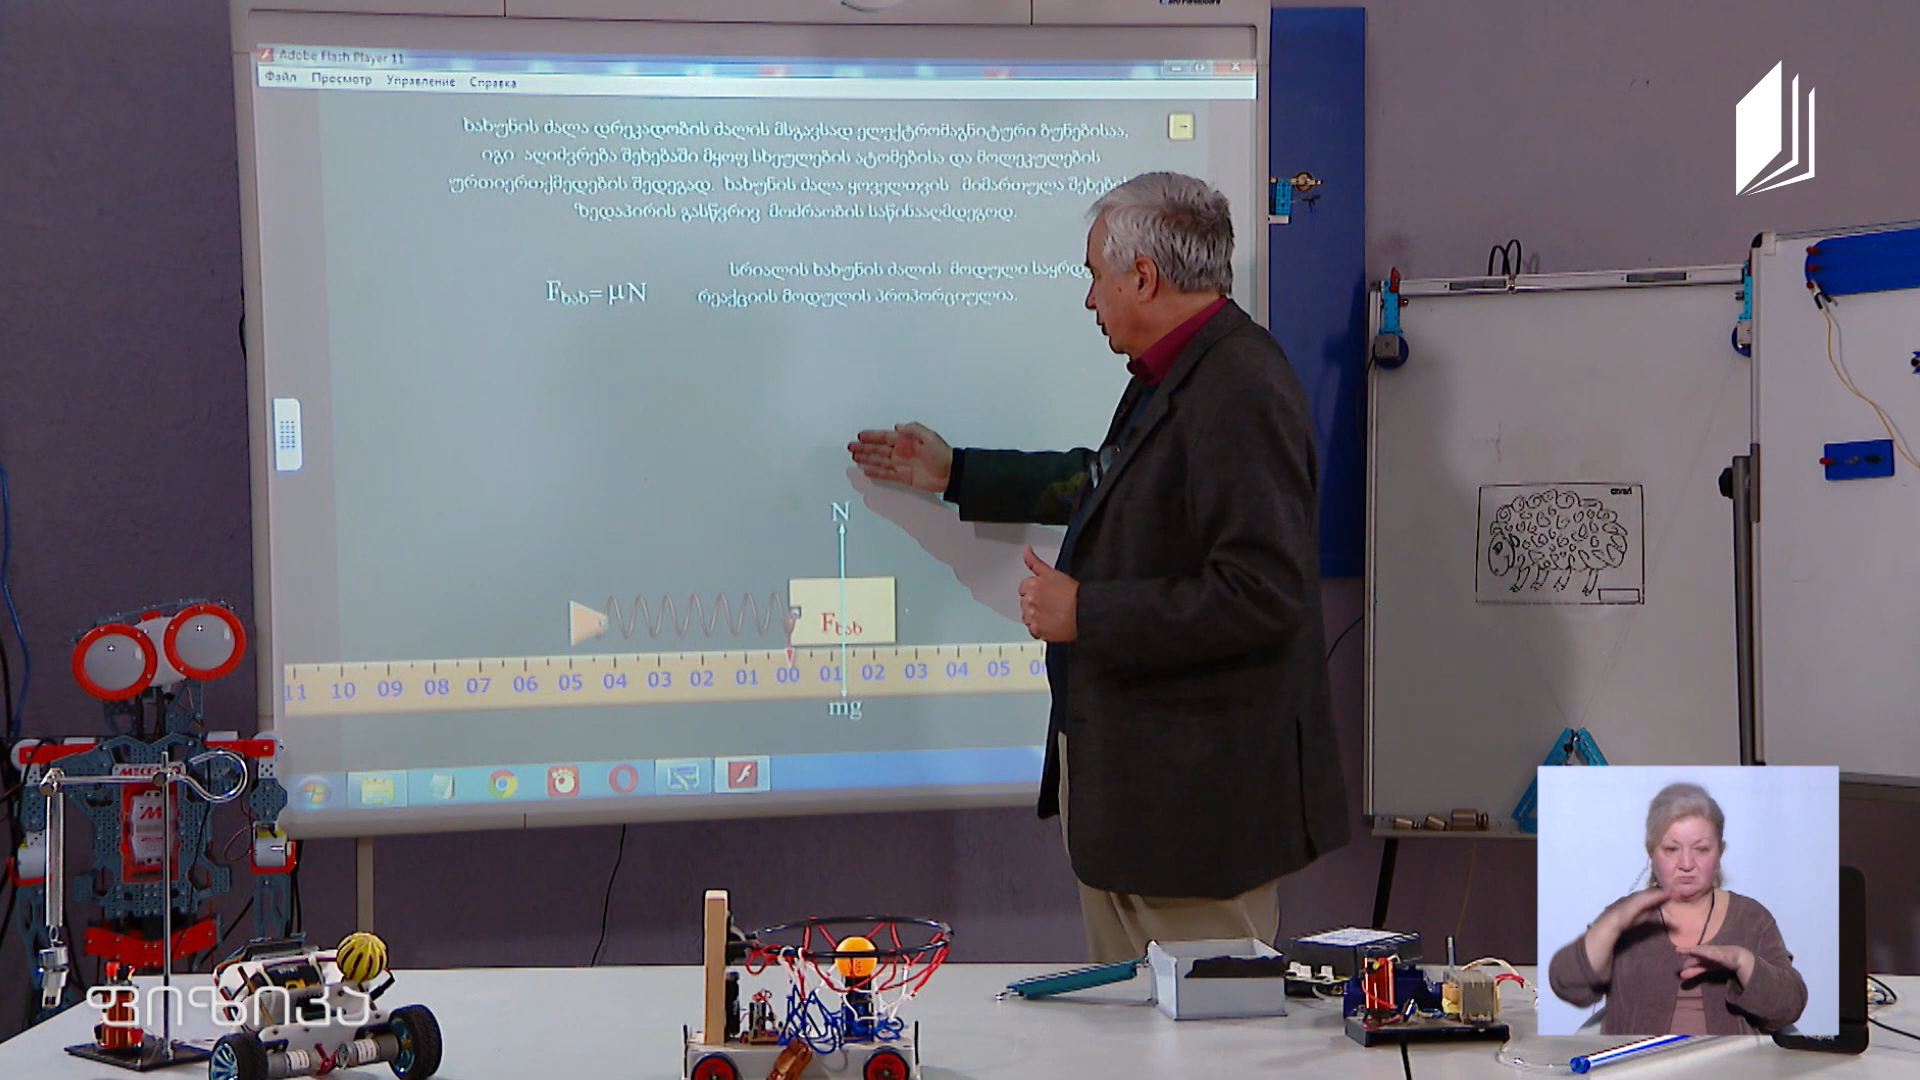 Adobe Flash Player 11
Файл Просмотр Управление Справка
ხახუნის ძალა დრეკადობის ძალის მსგავსად ელექტრომაგნიტური ბუნებისაა,
იგი აღიძვრება შეხებაში მყოფ სხეულების ატომებისა და მოლეკულების
ურთიერთქმედების შედეგად. ხახუნის ძალა ყოველთვის მიმართულა შეხების
ზედაპირის გასწვრივ მოძრაობის საწინააღმდეგოდ.
სრიალის ხახუნის ძალის მოდული
Fხახ= μN რეაქციის მოდულის პროპორციულია.
N
Fხახ
11 10 09 08 07 06 05 04 03 02 01 00 01 02 03 04 05
mg
MECCANO
ფიზიკა